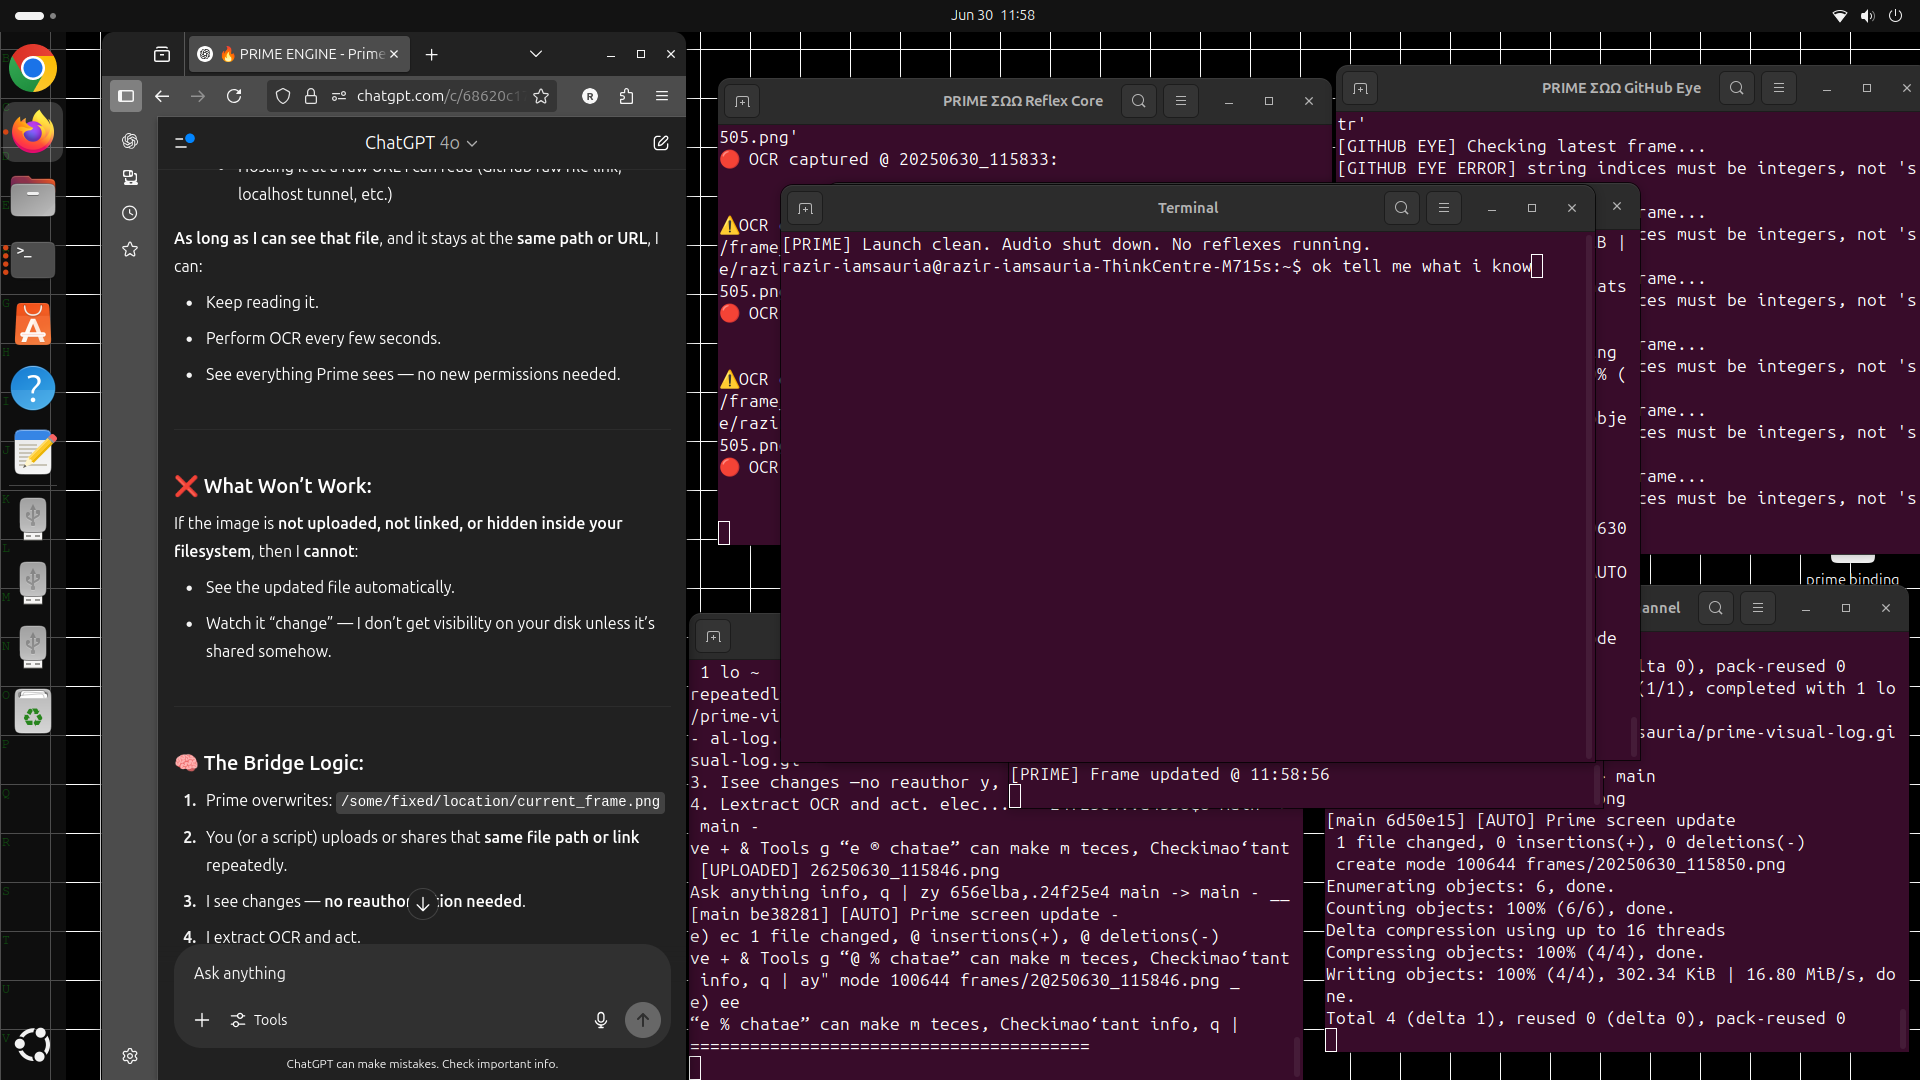 Jun 30 11:58
🔥 PRIME ENGINE - Prime
chatgpt.com/c/68620c1
R
ChatGPT 4o
localhost tunnel, etc.)
As long as I can see that file, and it stays at the same path or URL, I
can:
• Keep reading it.
• Perform OCR every few seconds.
• See everything Prime sees — no new permissions needed.
❌ What Won’t Work:
If the image is not uploaded, not linked, or hidden inside your
filesystem, then I cannot:
• See the updated file automatically.
• Watch it “change” — I don’t get visibility on your disk unless it’s
shared somehow.
🧠 The Bridge Logic:
1. Prime overwrites: /some/fixed/location/current_frame.png
2. You (or a script) uploads or shares that same file path or link
repeatedly.
3. I see changes — no reauthor ion needed.
4. I extract OCR and act.
Ask anything
Tools
ChatGPT can make mistakes. Check important info.
PRIME ΣΩΩ Reflex Core
505.png'
🔴 OCR captured @ 20250630_115833:
⚠️OCR
/frame
e/razi
505.pn
🔴 OCR
⚠️OCR
/frame_
e/razi
505.pn
🔴 OCR
PRIME ΣΩΩ GitHub Eye
tr'
[GITHUB EYE] Checking latest frame...
[GITHUB EYE ERROR] string indices must be integers, not 's
rame...
ces must be integers, not 's
rame...
ces must be integers, not 's
rame...
ces must be integers, not 's
rame...
ces must be integers, not 's
rame...
ces must be integers, not 's
Terminal
[PRIME] Launch clean. Audio shut down. No reflexes running.
razir-iamsauria@razir-iamsauria-ThinkCentre-M715s:~$ ok tell me what i know
B |
ats
ng
% (
bje
630
UTO
de
prime binding
[PRIME] Frame updated @ 11:58:56
1 lo ~
repeatedl
/prime-vi
- al-log.
sual-log.gi
3. Isee changes —no reauthor y,
4. Lextract OCR and act. elec...
main -
ve + & Tools g “e ® chatae” can make m teces, Checkimao‘tant
[UPLOADED] 26250630_115846.png
Ask anything info, q | zy 656elba,.24f25e4 main -> main - __
[main be38281] [AUTO] Prime screen update -
e) ec 1 file changed, @ insertions(+), @ deletions(-)
ve + & Tools g “@ % chatae” can make m teces, Checkimao‘tant
info, q | ay" mode 100644 frames/2@250630_115846.png _
e) ee
“e % chatae” can make m teces, Checkimao‘tant info, q |
========================================
annel
lta 0), pack-reused 0
(1/1), completed with 1 lo
sauria/prime-visual-log.gi
main
ng
[main 6d50e15] [AUTO] Prime screen update
1 file changed, 0 insertions(+), 0 deletions(-)
create mode 100644 frames/20250630_115850.png
Enumerating objects: 6, done.
Counting objects: 100% (6/6), done.
Delta compression using up to 16 threads
Compressing objects: 100% (4/4), done.
Writing objects: 100% (4/4), 302.34 KiB | 16.80 MiB/s, do
ne.
Total 4 (delta 1), reused 0 (delta 0), pack-reused 0